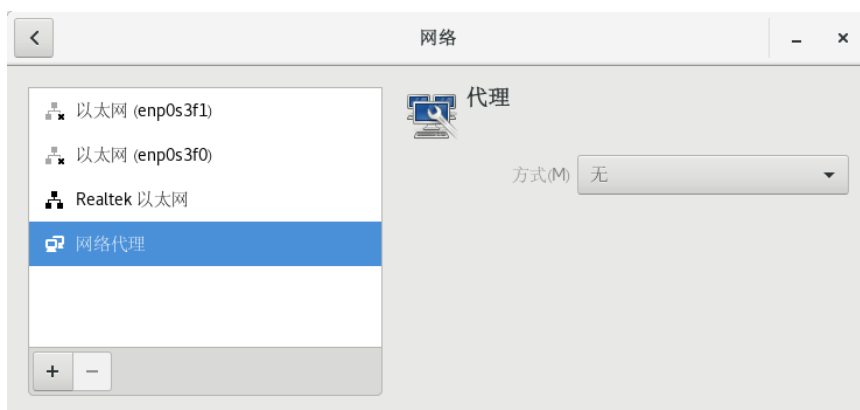 网络
以太网 (enp0s3f1)
以太网 (enp0s3f0)
Realtek 以太网
网络代理
代理
方式(M) 无